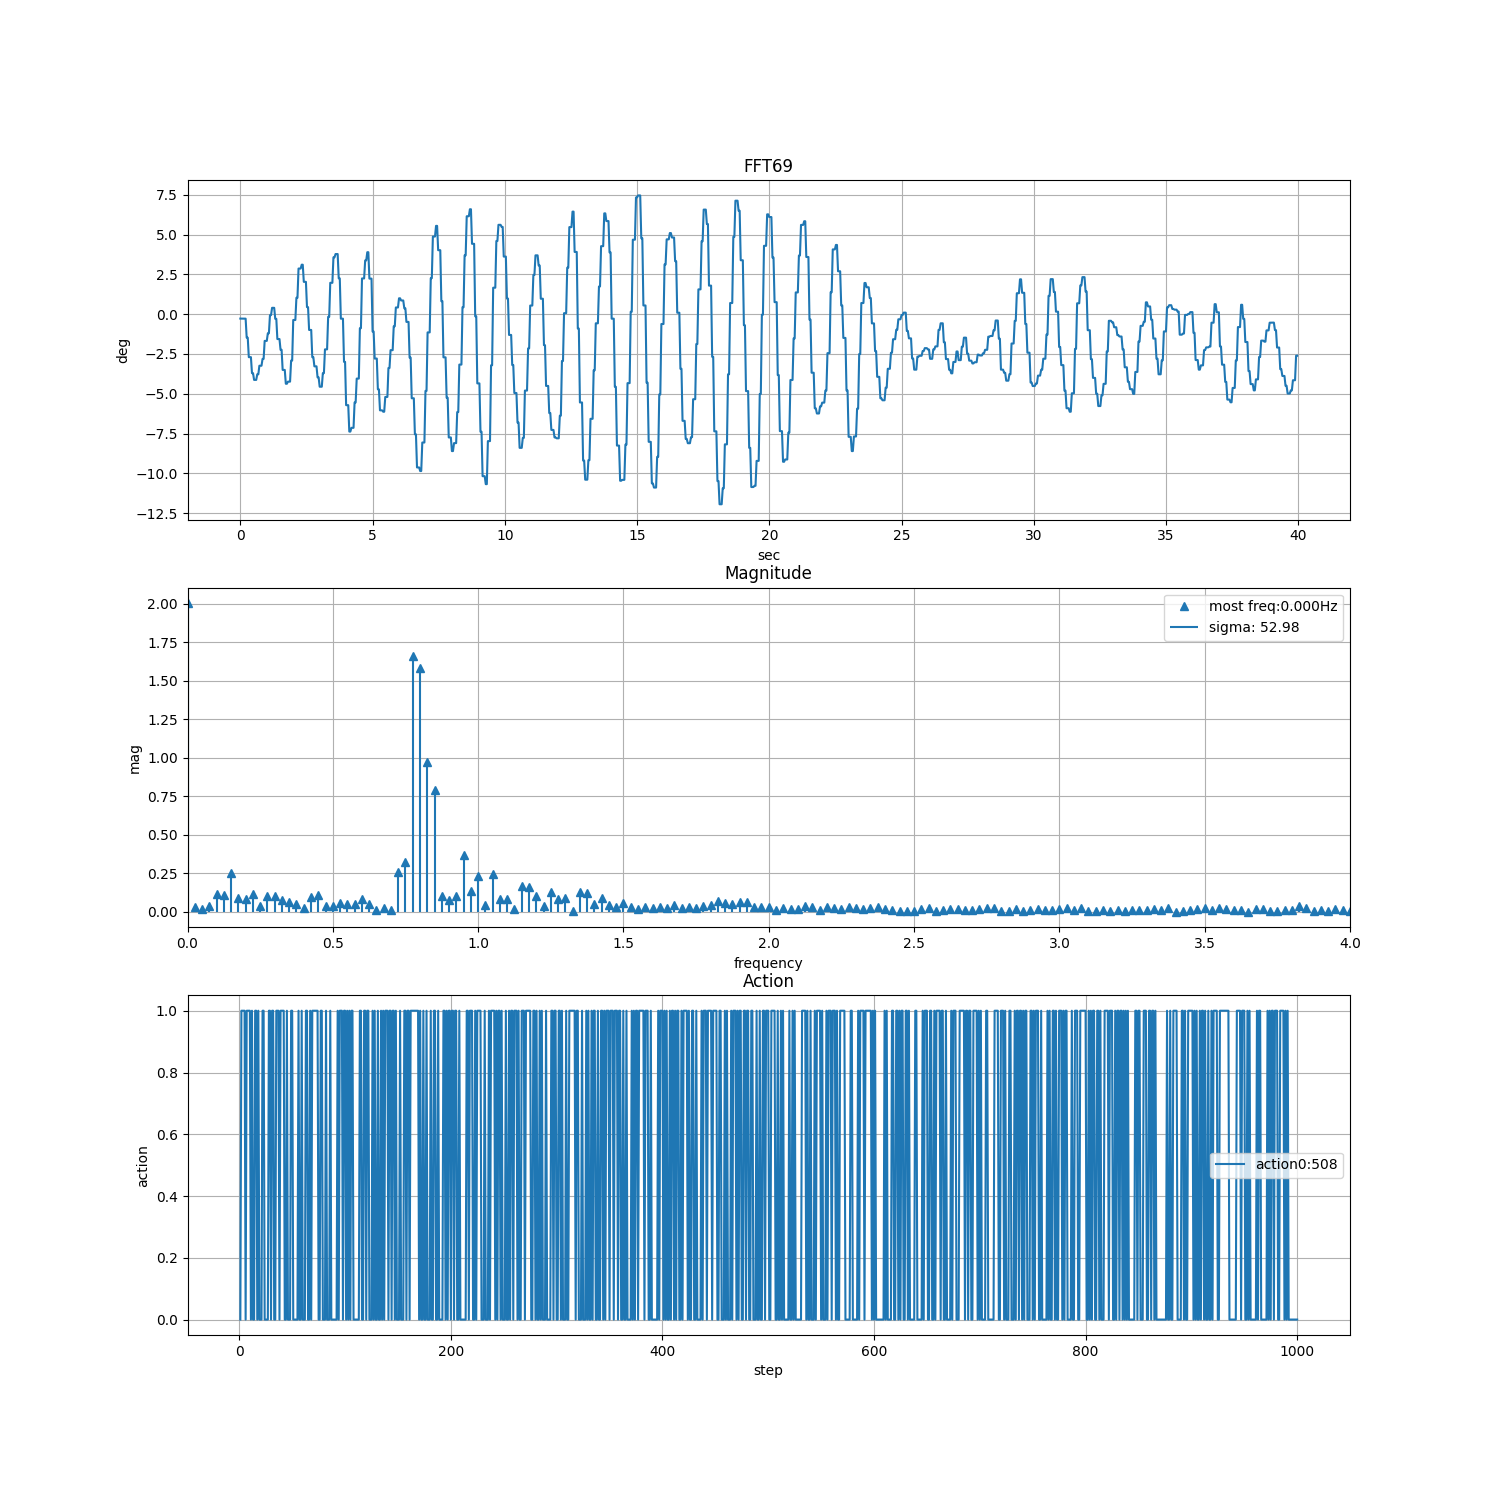 FFT69
7.5
5.0
2.5
0.0
−2.5
−5.0
−7.5
−10.0
−12.5
deg
0 5 10 15 20 25 30 35 40
sec
Magnitude
2.00
1.75
1.50
1.25
1.00
0.75
0.50
0.25
0.00
mag
most freq:0.000Hz
sigma: 52.98
0.0 0.5 1.0 1.5 2.0 2.5 3.0 3.5 4.0
frequency
Action
1.0
0.8
0.6
0.4
0.2
0.0
action
action0:508
0 200 400 600 800 1000
step